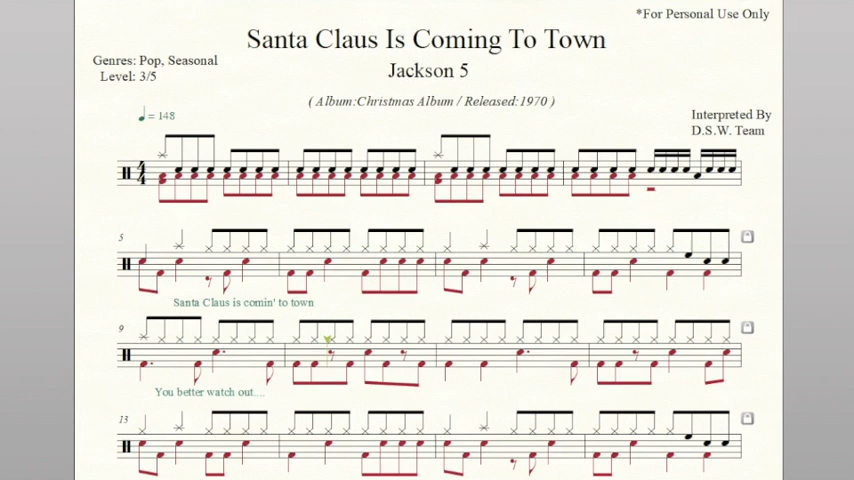 *For Personal Use Only
Santa Claus Is Coming To Town
Genres: Pop, Seasonal
Level: 3/5
Jackson 5
( Album:Christmas Album / Released:1970 )
♩ = 148
Interpreted By
D.S.W. Team
4
4
5
Santa Claus is comin' to town
9
You better watch out....
13